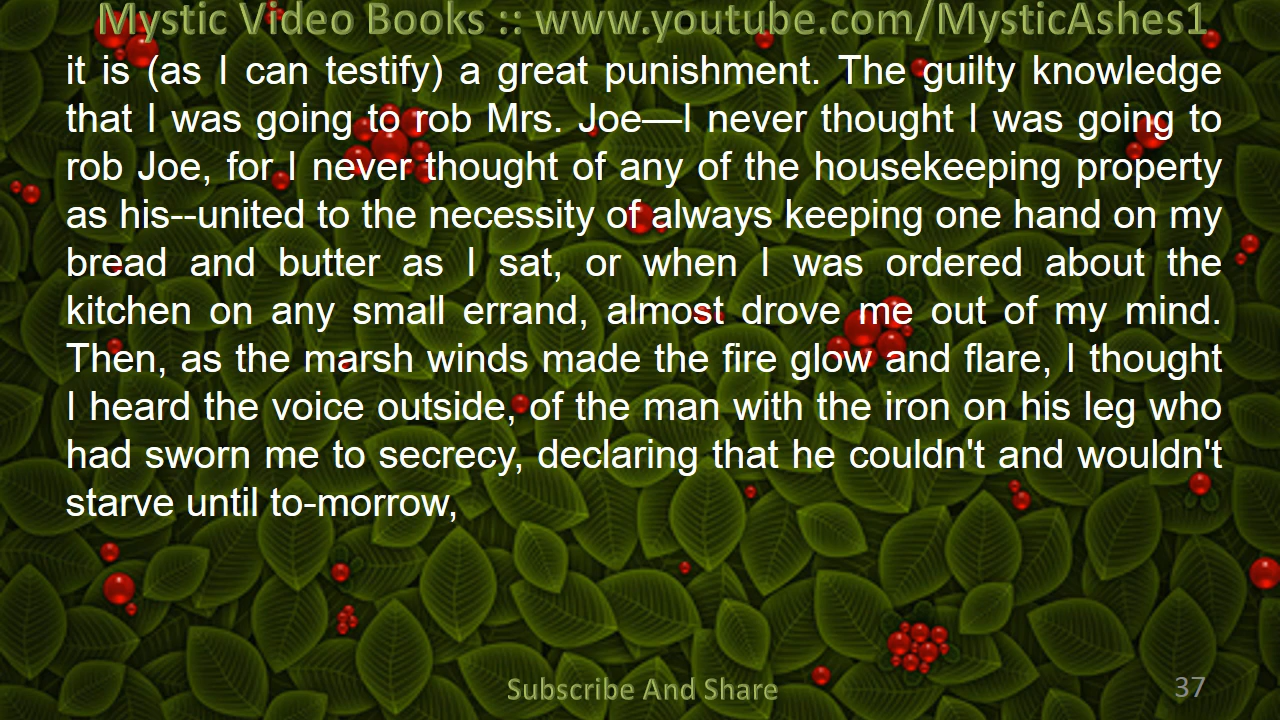 Mystic Video Books :: www.youtube.com/MysticAshes1
it is (as I can testify) a great punishment. The guilty knowledge
that I was going to rob Mrs. Joe—I never thought I was going to
rob Joe, for I never thought of any of the housekeeping property
as his--united to the necessity of always keeping one hand on my
bread and butter as I sat, or when I was ordered about the
kitchen on any small errand, almost drove me out of my mind.
Then, as the marsh winds made the fire glow and flare, I thought
I heard the voice outside, of the man with the iron on his leg who
had sworn me to secrecy, declaring that he couldn't and wouldn't
starve until to-morrow,
Subscribe And Share
37